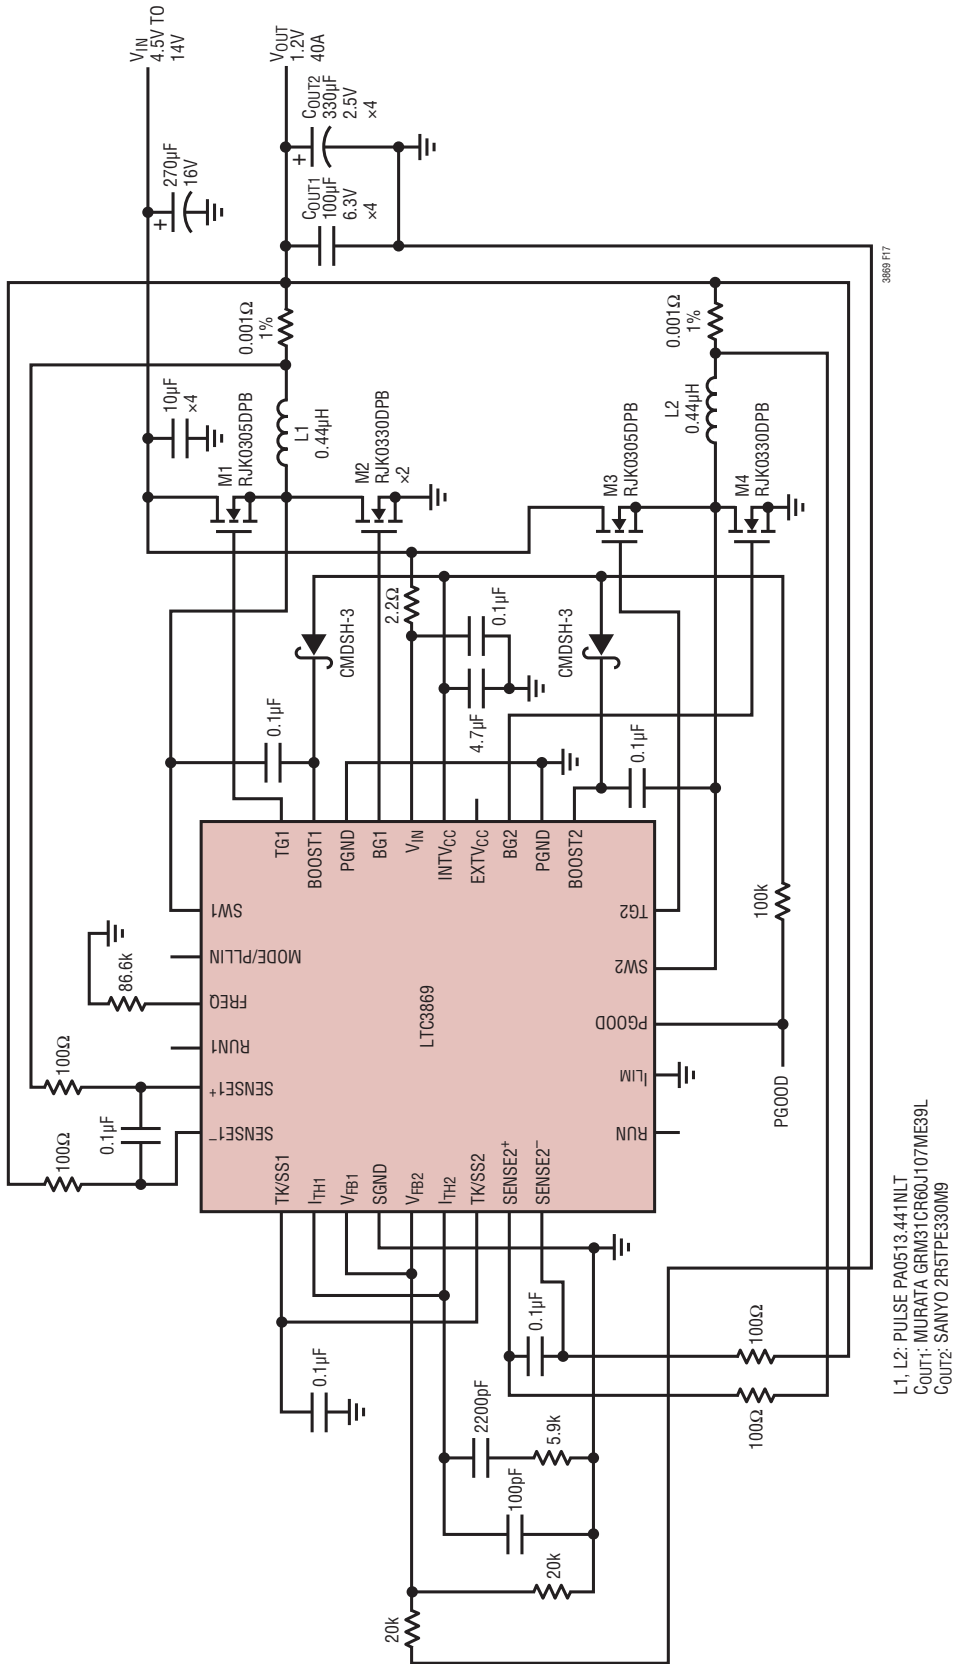 VIN
4.5V TO
14V
270µF
16V
+
VOUT
1.2V
40A
COUT2
330µF
2.5V
×4
+
COUT1
100µF
6.3V
×4
3869 F17
0.001Ω
1%
0.001Ω
1%
10µF
×4
M1
RJK0305DPB
L1
0.44µH
M2
RJK0330DPB
×2
L2
0.44µH
M3
RJK0305DPB
M4
RJK0330DPB
2.2Ω
0.1µF
CMDSH-3
CMDSH-3
4.7µF
0.1µF
0.1µF
TG1
BOOST1
PGND
BG1
VIN
INTVCC
EXTVCC
BG2
PGND
BOOST2
SW1
MODE/PLLIN
FREQ
RUN1
SENSE1+
SENSE1–
86.6k
100Ω
100Ω
0.1µF
LTC3869
TG2
SW2
PGOOD
ILIM
RUN
100k
PGOOD
TK/SS1
ITH1
VFB1
SGND
VFB2
ITH2
TK/SS2
SENSE2+
SENSE2–
0.1µF
0.1µF
2200pF
5.9k
100pF
20k
20k
100Ω
100Ω
L1, L2: PULSE PA0513.441NLT
COUT1: MURATA GRM31CR60J107ME39L
COUT2: SANYO 2R5TPE330M9